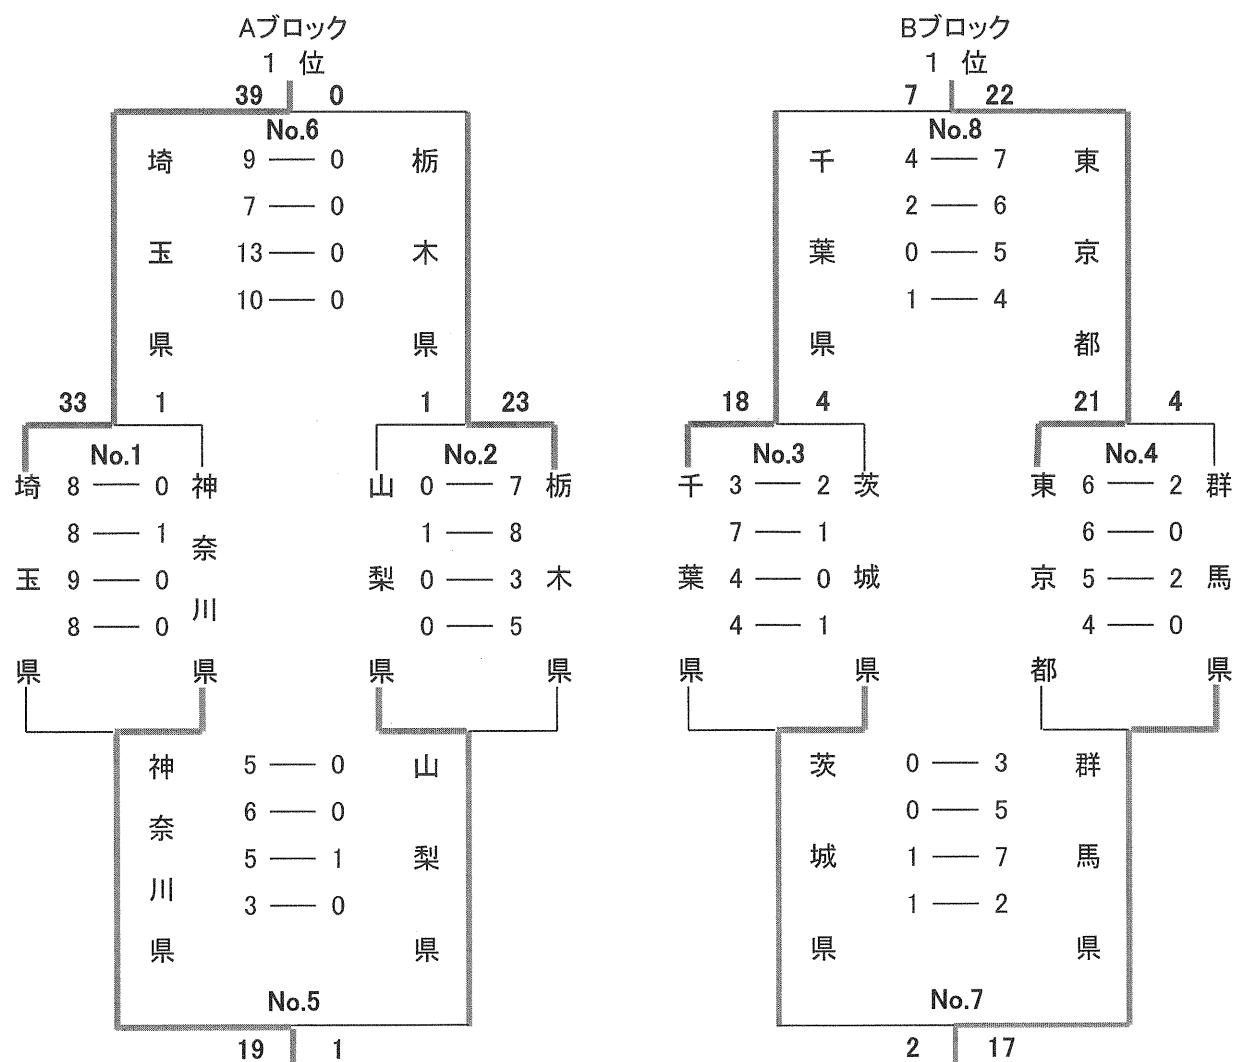 Aブロック
1 位
39 0
No.6
埼玉県
栃木県
9 — 0
7 — 0
13 — 0
10 — 0
33 1
No.1
埼玉県
神奈川県
8 — 0
8 — 1
9 — 0
8 — 0
1 23
No.2
山梨県
栃木県
0 — 7
1 — 8
0 — 3
0 — 5
神奈川県
山梨県
5 — 0
6 — 0
5 — 1
3 — 0
No.5
19 1
Bブロック
1 位
7 22
No.8
千葉県
東京都
4 — 7
2 — 6
0 — 5
1 — 4
18 4
No.3
千葉県
茨城県
3 — 2
7 — 1
4 — 0
4 — 1
21 4
No.4
東京都
群馬県
6 — 2
6 — 0
5 — 2
4 — 0
茨城県
群馬県
0 — 3
0 — 5
1 — 7
1 — 2
No.7
2 17